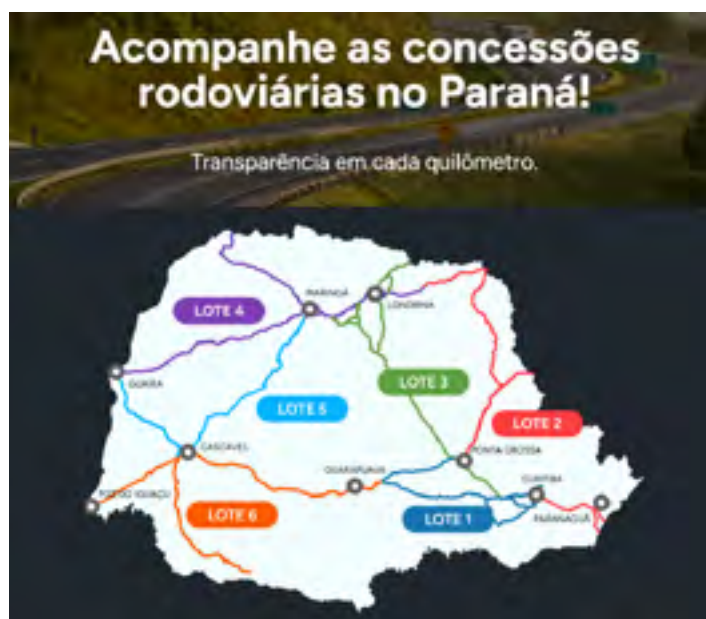 Acompanhe as concessões
rodoviárias no Paraná!
Transparência em cada quilômetro.
MARINGÁ
LONDRINA
LOTE 4
GUAÍRA
LOTE 3
LOTE 5
LOTE 2
CASCAVEL
PONTA GROSSA
GUARAPUAVA
CURITIBA
FOZ DO IGUAÇU
LOTE 6
LOTE 1
PARANAGUÁ